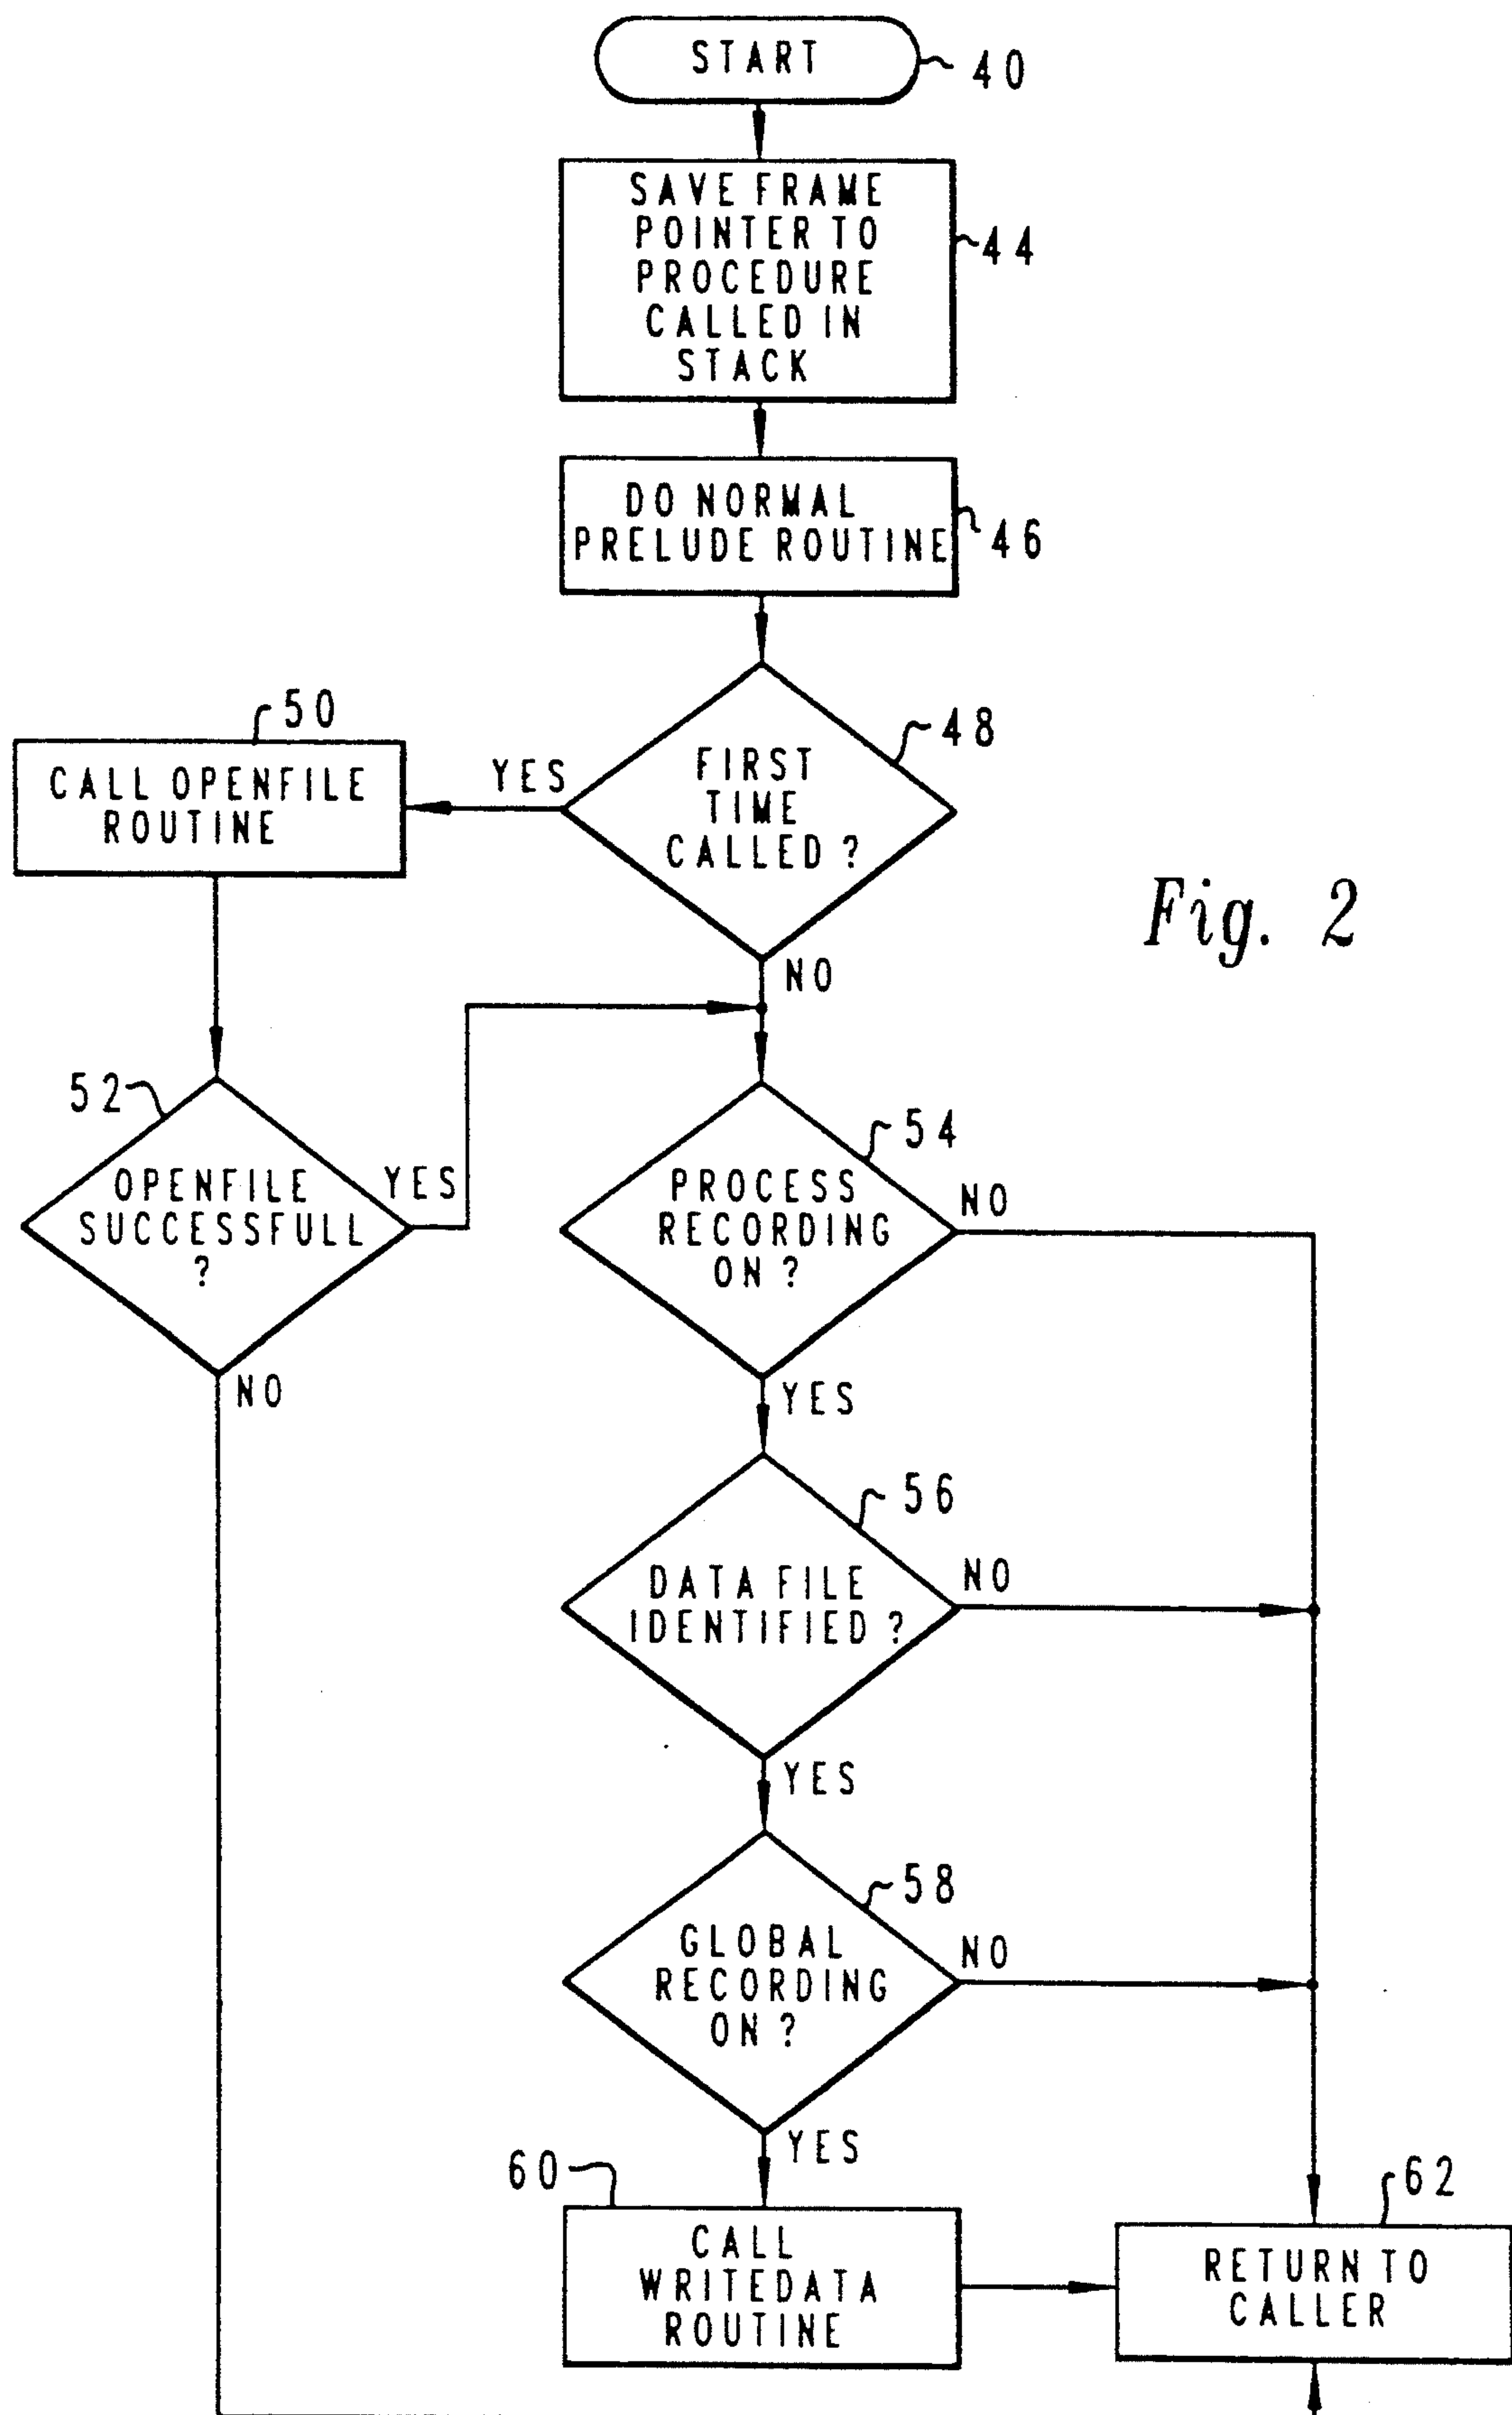 START
40
SAVE FRAME
POINTER TO
PROCEDURE
CALLED IN
STACK
44
DO NORMAL
PRELUDE ROUTINE
46
FIRST
TIME
CALLED ?
48
YES
NO
50
CALL OPENFILE
ROUTINE
Fig. 2
52
OPENFILE
SUCCESSFULL
?
YES
NO
54
PROCESS
RECORDING
ON ?
NO
YES
56
DATA FILE
IDENTIFIED ?
NO
YES
58
GLOBAL
RECORDING
ON ?
NO
YES
60
CALL
WRITEDATA
ROUTINE
62
RETURN TO
CALLER